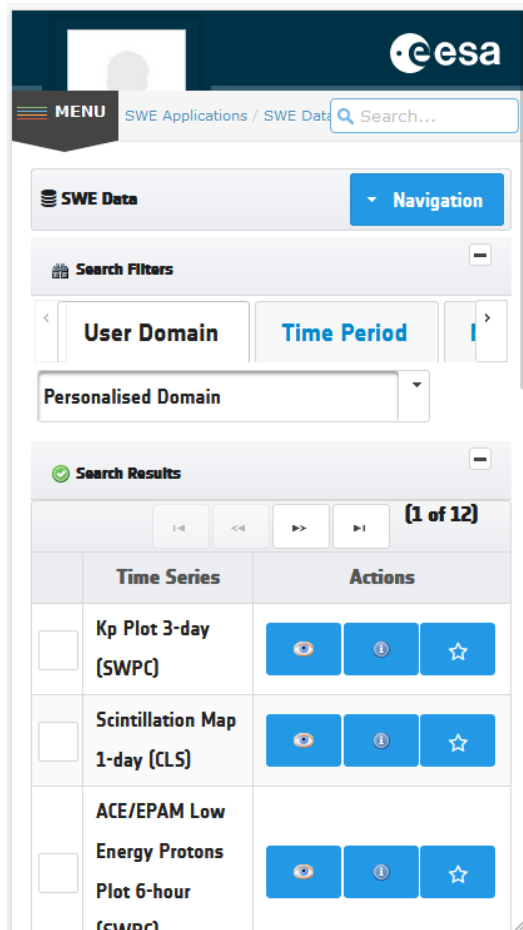 esa
MENU
SWE Applications / SWE Data
Search...
SWE Data
Navigation
Search Filters
User Domain
Time Period
Personalised Domain
Search Results
(1 of 12)
Time Series
Actions
Kp Plot 3-day
(SWPC)
Scintillation Map
1-day (CLS)
ACE/EPAM Low
Energy Protons
Plot 6-hour
(SWPC)